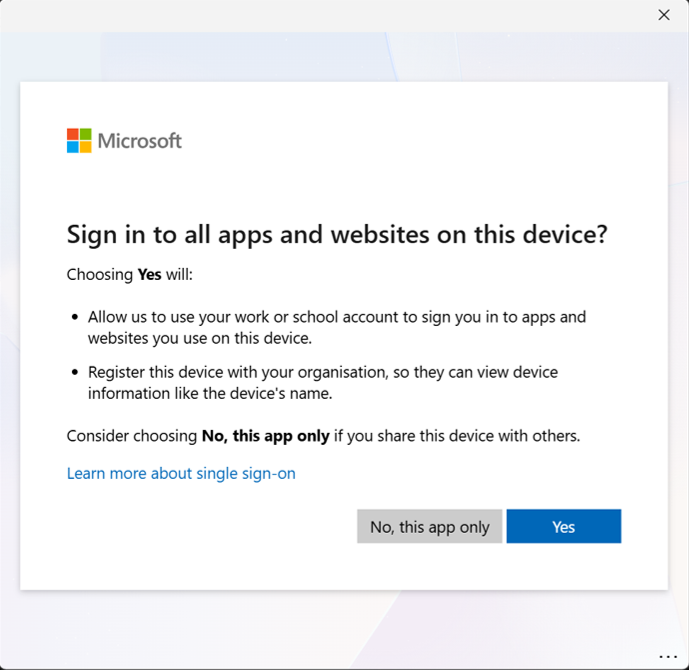 Microsoft
Sign in to all apps and websites on this device?
Choosing Yes will:
• Allow us to use your work or school account to sign you in to apps and
websites you use on this device.
• Register this device with your organisation, so they can view device
information like the device's name.
Consider choosing No, this app only if you share this device with others.
Learn more about single sign-on
No, this app only
Yes